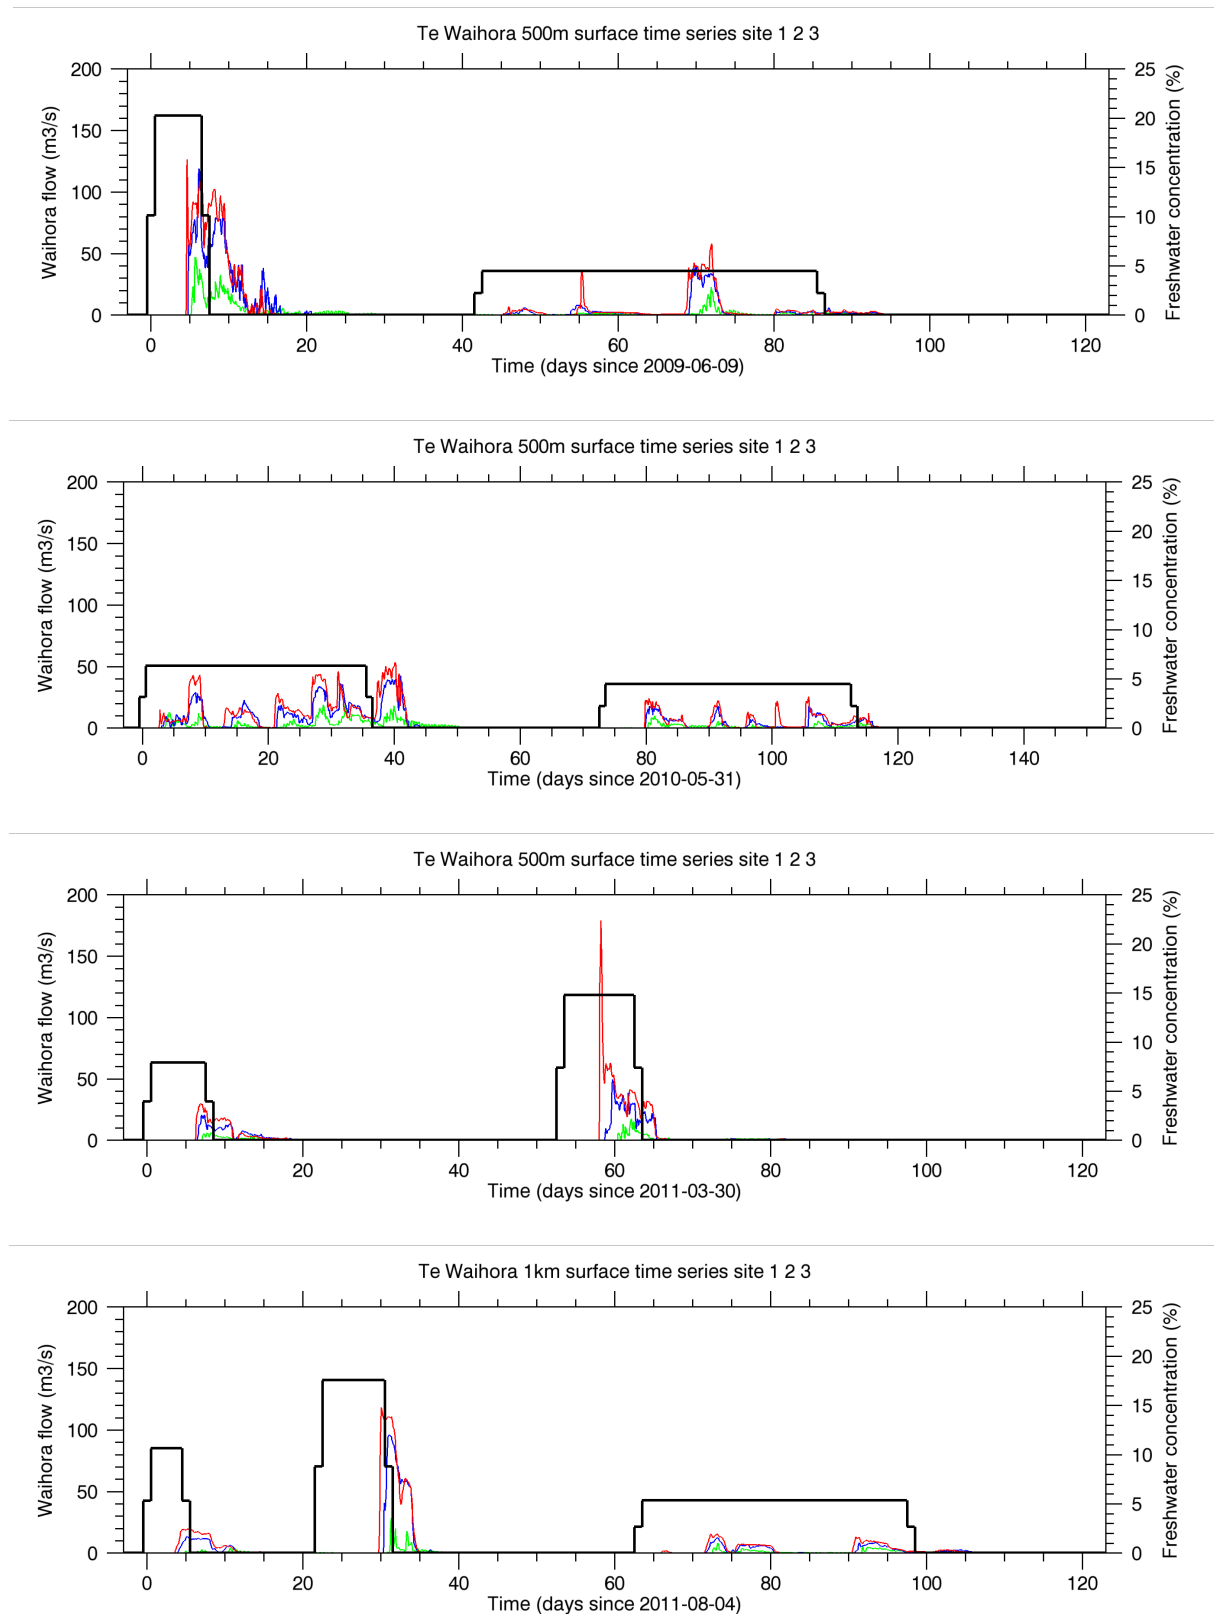 Te Waihora 500m surface time series site 1 2 3
200
150
100
50
0
Waihora flow (m3/s)
25
20
15
10
5
0
Freshwater concentration (%)
0 20 40 60 80 100 120
Time (days since 2009-06-09)
Te Waihora 500m surface time series site 1 2 3
200
150
100
50
0
Waihora flow (m3/s)
25
20
15
10
5
0
Freshwater concentration (%)
0 20 40 60 80 100 120 140
Time (days since 2010-05-31)
Te Waihora 500m surface time series site 1 2 3
200
150
100
50
0
Waihora flow (m3/s)
25
20
15
10
5
0
Freshwater concentration (%)
0 20 40 60 80 100 120
Time (days since 2011-03-30)
Te Waihora 1km surface time series site 1 2 3
200
150
100
50
0
Waihora flow (m3/s)
25
20
15
10
5
0
Freshwater concentration (%)
0 20 40 60 80 100 120
Time (days since 2011-08-04)